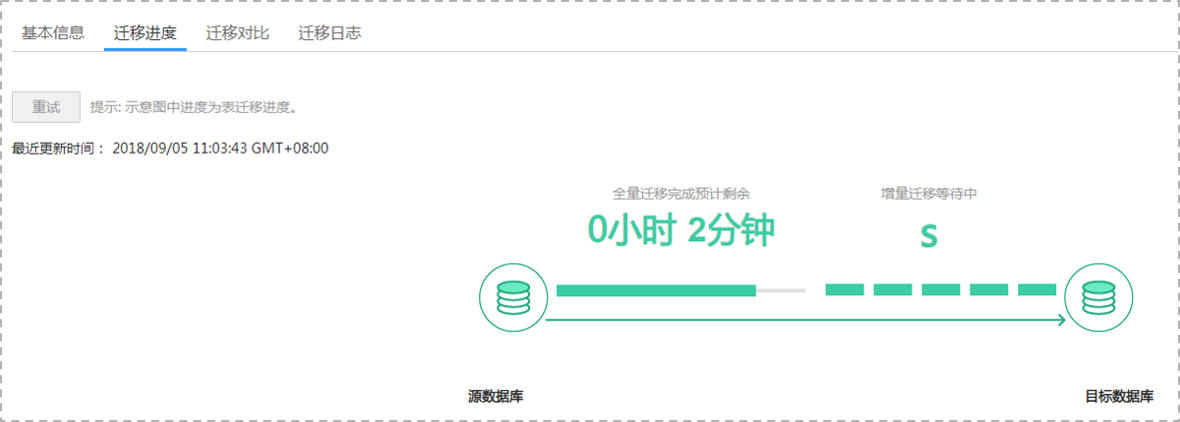 基本信息 迁移进度 迁移对比 迁移日志
重试 提示: 示意图中进度为表迁移进度。
最近更新时间： 2018/09/05 11:03:43 GMT+08:00
全量迁移完成预计剩余 增量迁移等待中
0小时 2分钟 s
源数据库 目标数据库